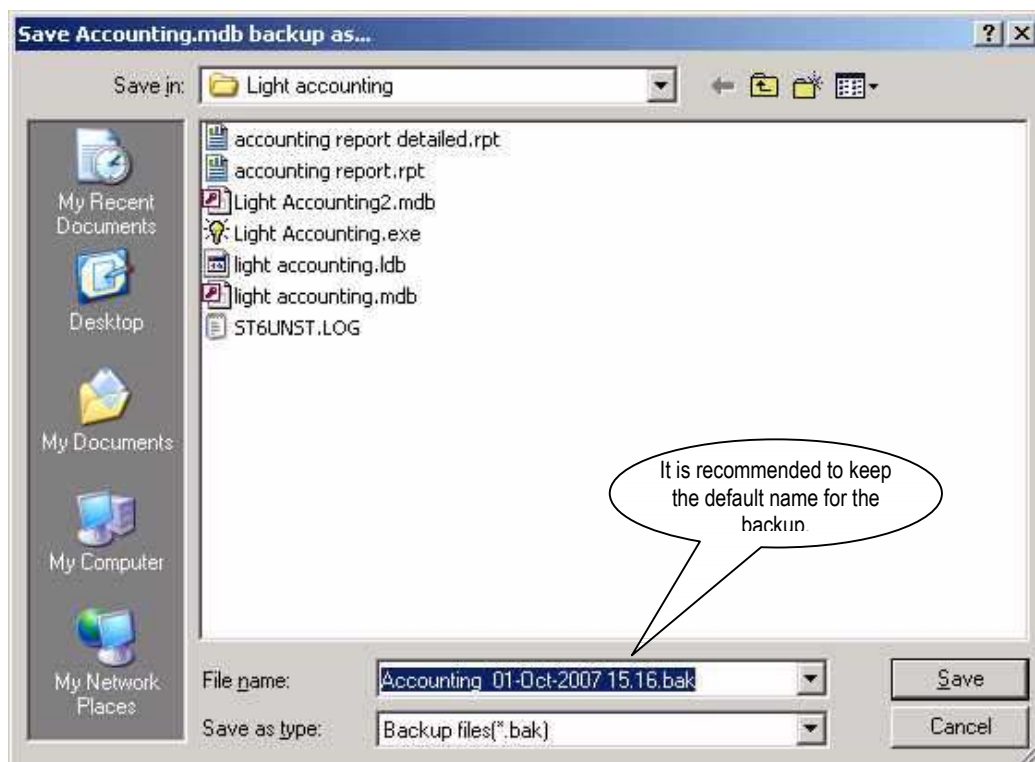 Save Accounting.mdb backup as...
Save in:
Light accounting
accounting report detailed.rpt
accounting report.rpt
Light Accounting2.mdb
Light Accounting.exe
light accounting.ldb
light accounting.mdb
ST6UNST.LOG
My Recent
Documents
Desktop
My Documents
My Computer
My Network
Places
It is recommended to keep
the default name for the
backup.
File name:
Accounting 01-Oct-2007 15.16.bak
Save
Save as type:
Backup files(*.bak)
Cancel